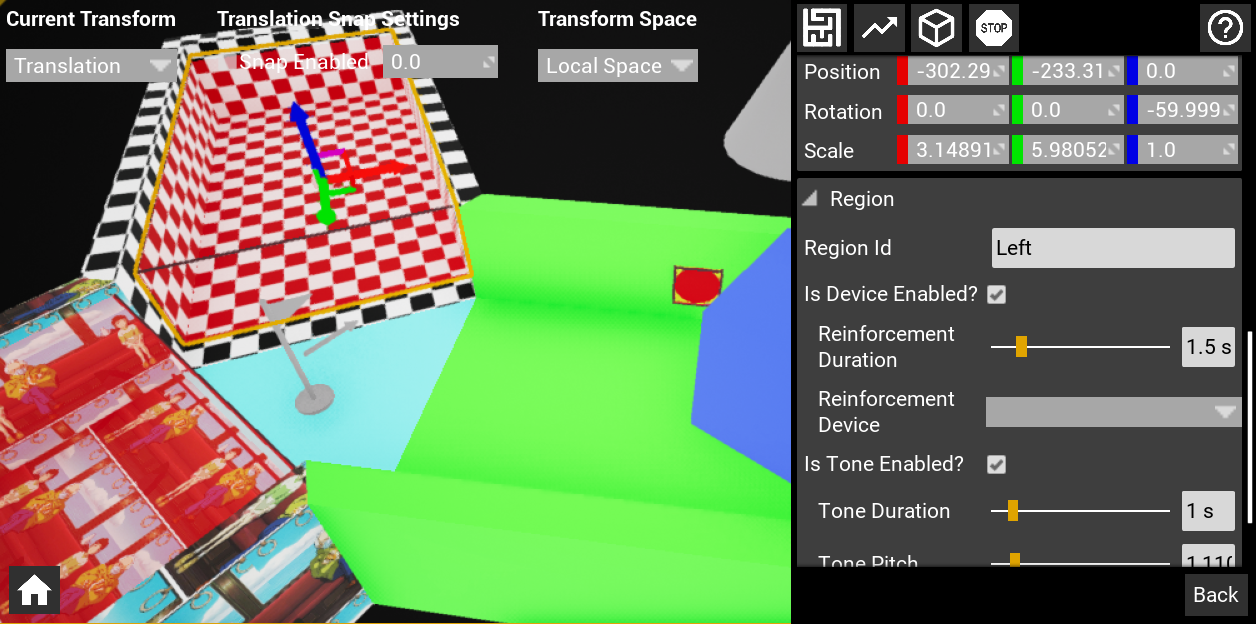 Current Transform
Translation Snap Settings
Transform Space
Translation
Snap Enabled
0.0
Local Space
STOP
?
Position
-302.29
-233.31
0.0
Rotation
0.0
0.0
-59.999
Scale
3.14891
5.98052
1.0
Region
Region Id
Left
Is Device Enabled?
Reinforcement
Duration
1.5 s
Reinforcement
Device
Is Tone Enabled?
Tone Duration
1 s
Tone Pitch
1.110
Back